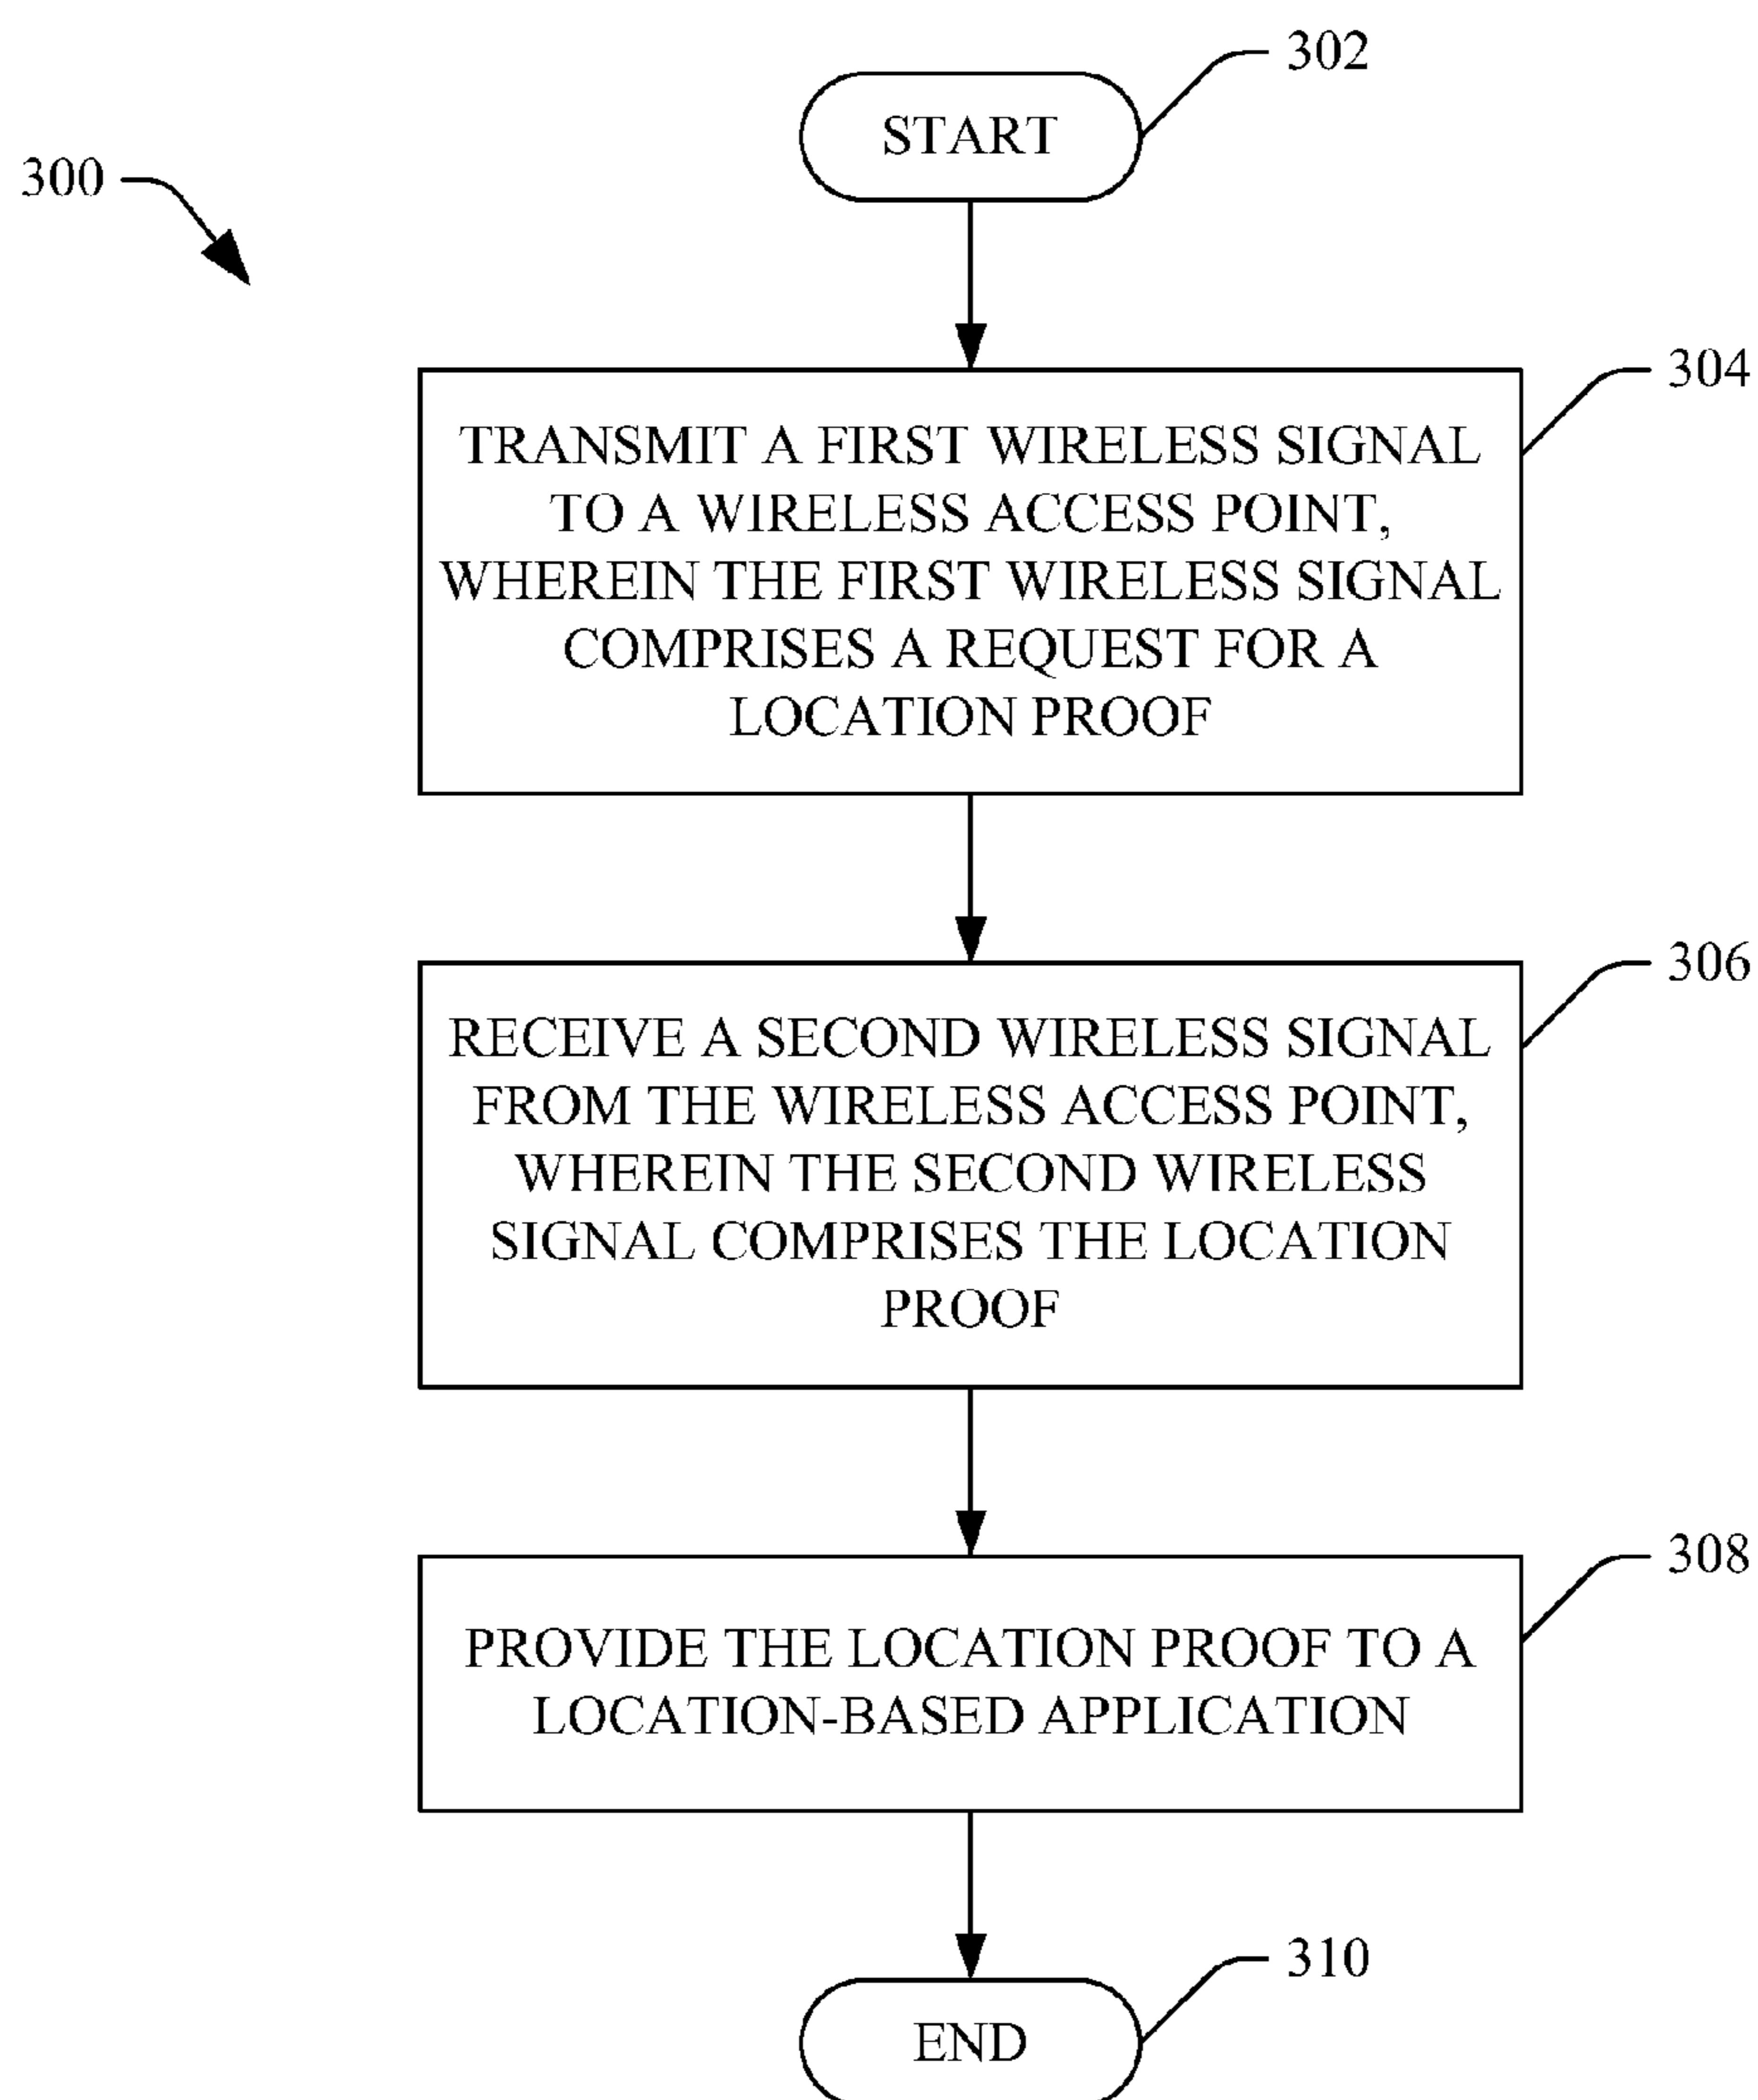 302
START
300
304
TRANSMIT A FIRST WIRELESS SIGNAL
TO A WIRELESS ACCESS POINT,
WHEREIN THE FIRST WIRELESS SIGNAL
COMPRISES A REQUEST FOR A
LOCATION PROOF
306
RECEIVE A SECOND WIRELESS SIGNAL
FROM THE WIRELESS ACCESS POINT,
WHEREIN THE SECOND WIRELESS
SIGNAL COMPRISES THE LOCATION
PROOF
308
PROVIDE THE LOCATION PROOF TO A
LOCATION-BASED APPLICATION
310
END